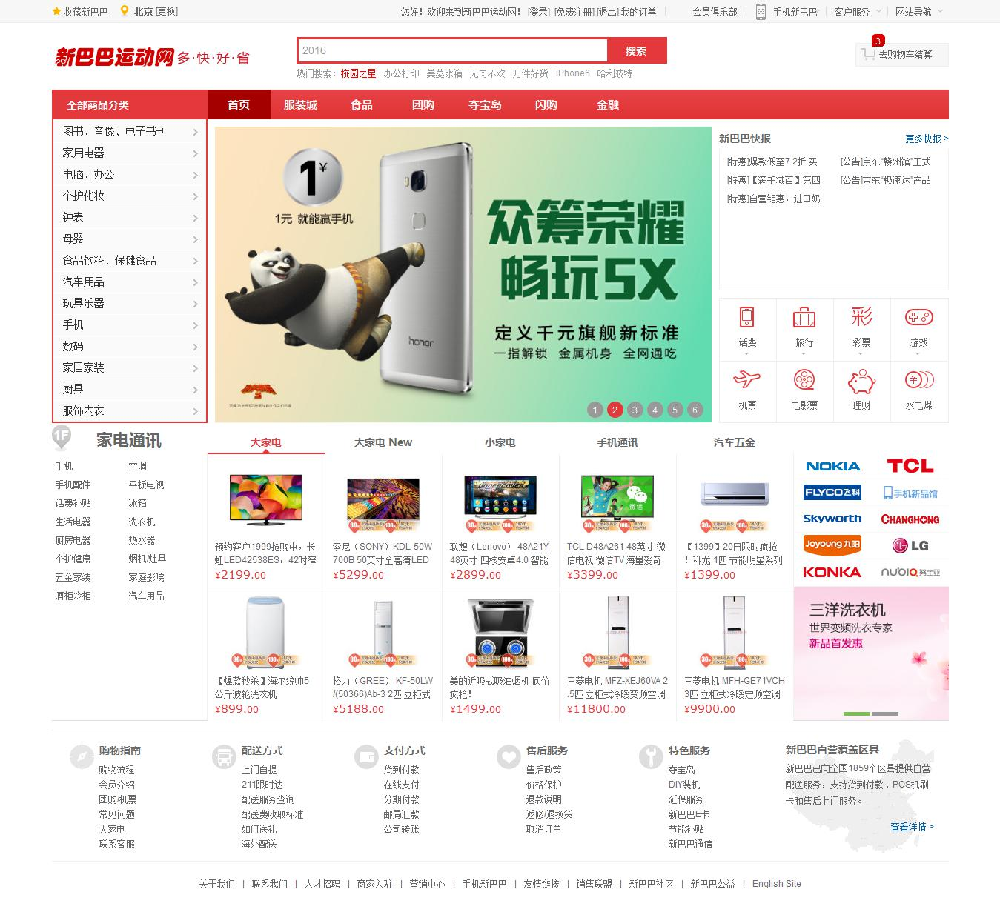 收藏新巴巴 北京 [更换] 您好！欢迎来到新巴巴运动网！ [登录] [免费注册] [退出] 我的订单 会员俱乐部 手机新巴巴 客户服务 网站导航
新巴巴运动网 多·快·好·省
2016 搜索
3 去购物车结算
热门搜索： 校园之星 办公打印 美菱冰箱 无肉不欢 万件好货 iPhone6 哈利波特
全部商品分类 首页 服装城 食品 团购 夺宝岛 闪购 金融
图书、音像、电子书刊
家用电器
电脑、办公
个护化妆
钟表
母婴
食品饮料、保健食品
汽车用品
玩具乐器
手机
数码
家居家装
厨具
服饰内衣
1¥
1元 就能赢手机
众筹荣耀
畅玩5X
定义千元旗舰新标准
一指解锁 金属机身 全网通吃
honor
1 2 3 4 5 6
新巴巴快报 更多快报 >
[特惠]爆款低至7.2折 买 [公告]京东“赣州馆”正式
[特惠]【满千减百】第四 [公告]京东“极速达”产品
[特惠]自营钜惠，进口奶
彩
话费 旅行 彩票 游戏
机票 电影票 理财 水电煤
1F 家电通讯
大家电 大家电 New 小家电 手机通讯 汽车五金
手机 空调
手机配件 平板电视
话费补贴 冰箱
生活电器 洗衣机
厨房电器 热水器
个护健康 烟机/灶具
五金家装 家庭影院
酒柜冷柜 汽车用品
预约客户1999抢购中，长
虹LED42538ES，42吋窄
¥2199.00
索尼（SONY）KDL-50W
700B 50英寸全高清LED
¥5299.00
联想（Lenovo） 48A21Y
48英寸 四核安卓4.0 智能
¥2899.00
微信
TCL D48A261 48英寸 微
信电视 微信TV 海量爱奇
¥3399.00
【1399】20日限时疯抢
！科龙 1匹 节能明星系列
¥1399.00
【爆款秒杀】海尔绕帅5
公斤波轮洗衣机
¥899.00
格力（GREE） KF-50LW
/(50366)Ab-3 2匹 立柜式
¥5188.00
美的近吸式吸油烟机 底价
疯抢！
¥1499.00
三菱电机 MFZ-XEJ60VA 2
.5匹 立柜式冷暖变频空调
¥11800.00
三菱电机 MFH-GE71VCH
3匹 立柜式冷暖定频空调
¥9900.00
NOKIA TCL
FLYCO飞科 手机新品馆
Skyworth CHANGHONG
Joyoung九阳 LG
KONKA nubia努比亚
三洋洗衣机
世界变频洗衣专家
新品首发惠
购物指南
购物流程
会员介绍
团购/机票
常见问题
大家电
联系客服
配送方式
上门自提
211限时达
配送服务查询
配送费收取标准
如何送礼
海外配送
支付方式
货到付款
在线支付
分期付款
邮局汇款
公司转账
售后服务
售后政策
价格保护
退款说明
返修/退换货
取消订单
特色服务
夺宝岛
DIY装机
延保服务
新巴巴E卡
节能补贴
新巴巴通信
新巴巴自营覆盖区县
新巴巴已向全国1859个区县提供自营
配送服务，支持货到付款、POS机刷
卡和售后上门服务。
查看详情 >
关于我们 | 联系我们 | 人才招聘 | 商家入驻 | 营销中心 | 手机新巴巴 | 友情链接 | 销售联盟 | 新巴巴社区 | 新巴巴公益 | English Site